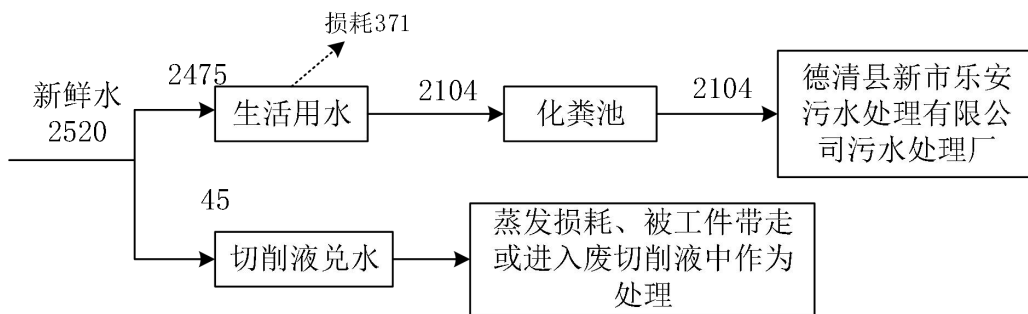 损耗371
新鲜水
2520
2475
生活用水
2104
化粪池
2104
德清县新市乐安
污水处理有限公
司污水处理厂
45
切削液兑水
蒸发损耗、被工件带走
或进入废切削液中作为
处理